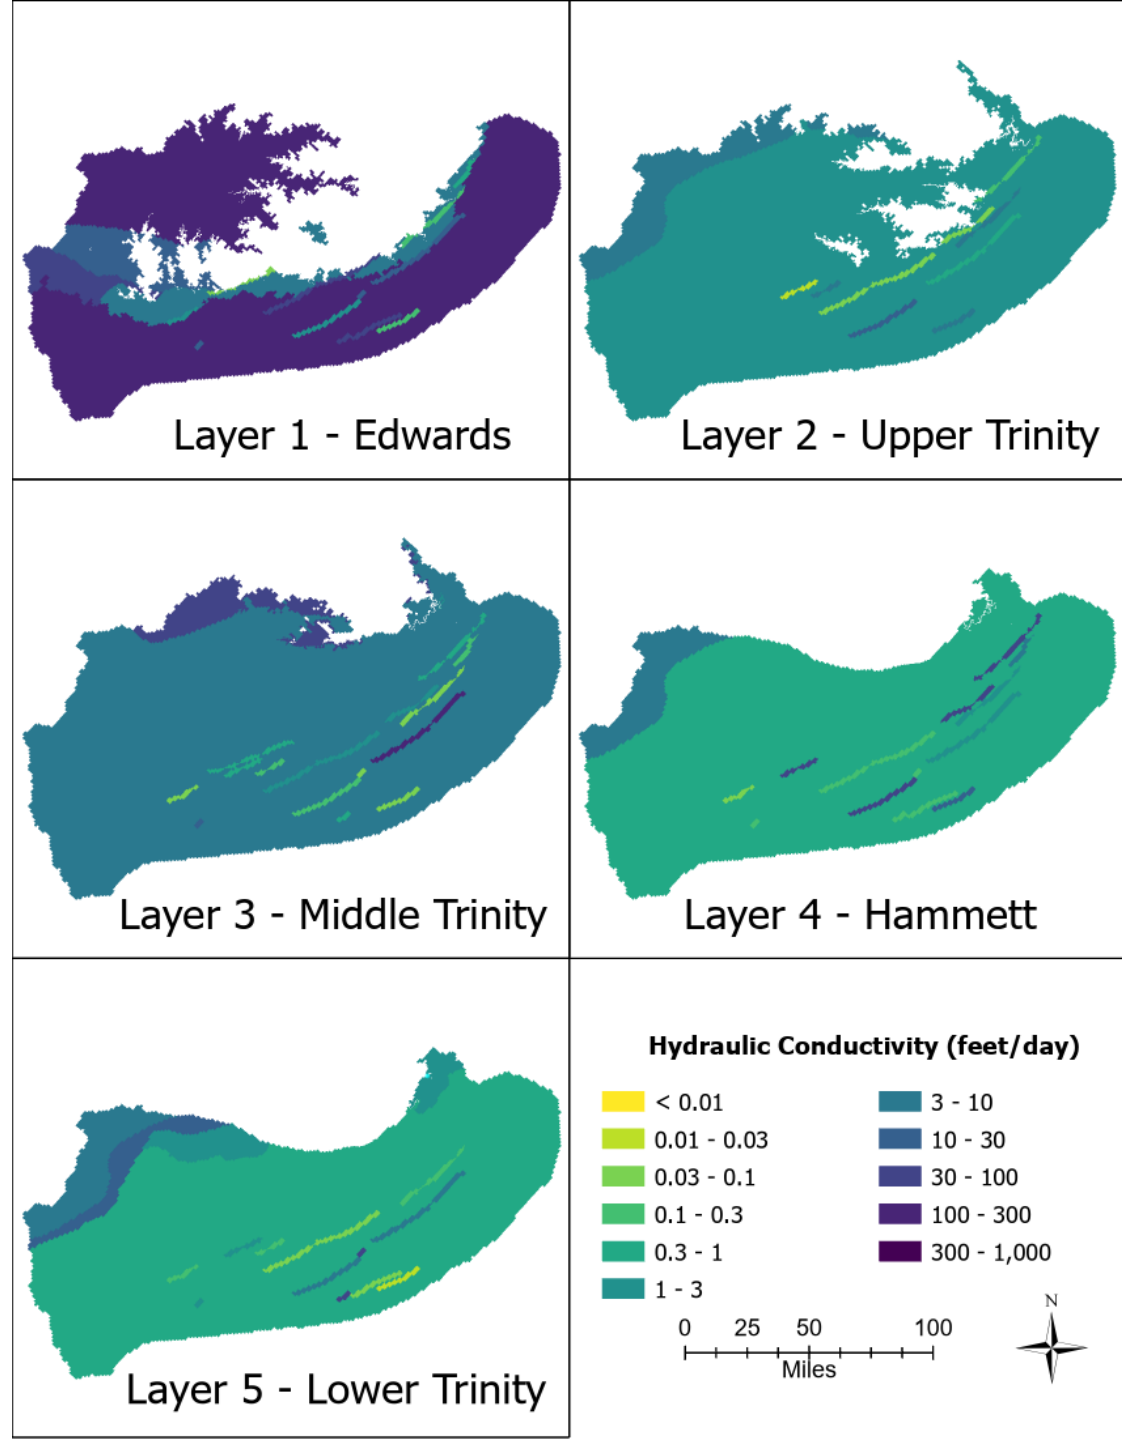 Layer 1 - Edwards
Layer 2 - Upper Trinity
Layer 3 - Middle Trinity
Layer 4 - Hammett
Layer 5 - Lower Trinity
Hydraulic Conductivity (feet/day)
< 0.01
0.01 - 0.03
0.03 - 0.1
0.1 - 0.3
0.3 - 1
1 - 3
3 - 10
10 - 30
30 - 100
100 - 300
300 - 1,000
0 25 50 100
Miles
N